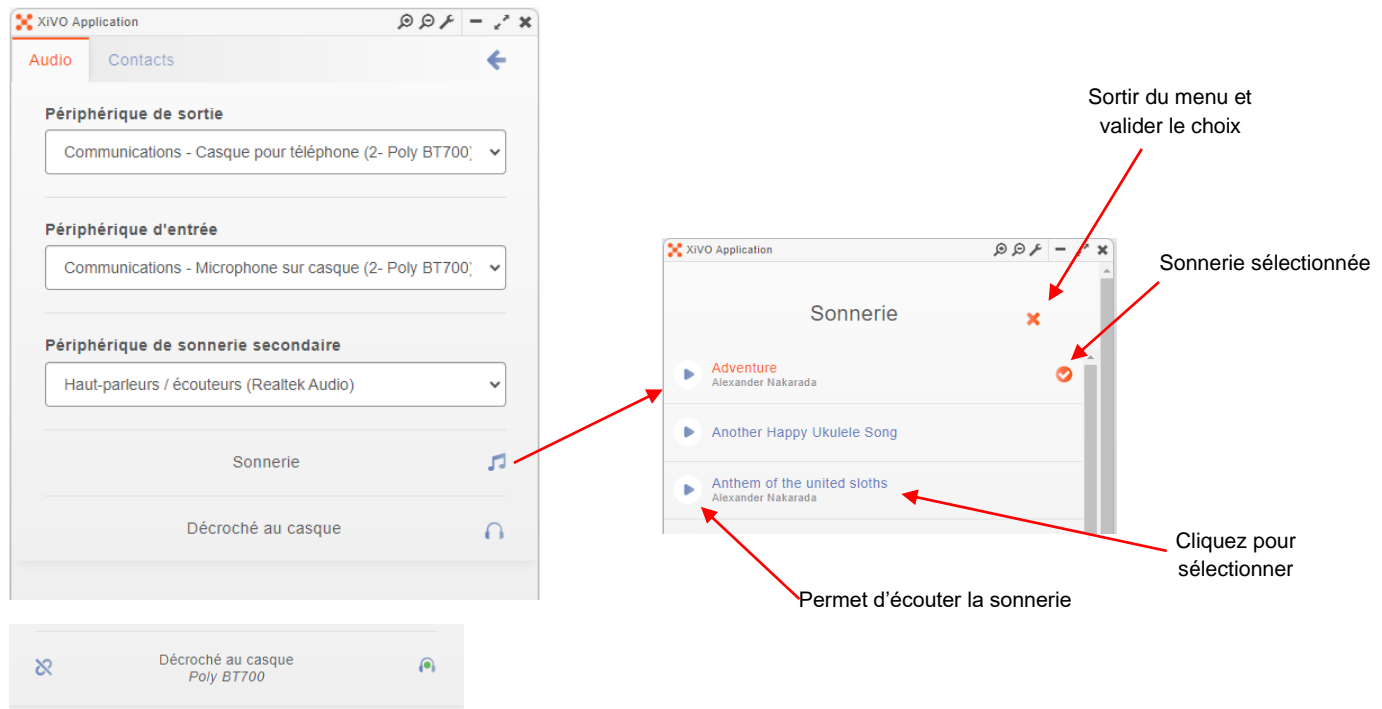 XiVO Application
Audio
Contacts
Périphérique de sortie
Communications - Casque pour téléphone (2- Poly BT700)
Périphérique d'entrée
Communications - Microphone sur casque (2- Poly BT700)
Périphérique de sonnerie secondaire
Haut-parleurs / écouteurs (Realtek Audio)
Sonnerie
Décroché au casque
Décroché au casque
Poly BT700
Sortir du menu et
valider le choix
XiVO Application
Sonnerie sélectionnée
Sonnerie
Adventure
Alexander Nakarada
Another Happy Ukulele Song
Anthem of the united sloths
Alexander Nakarada
Cliquez pour
sélectionner
Permet d’écouter la sonnerie